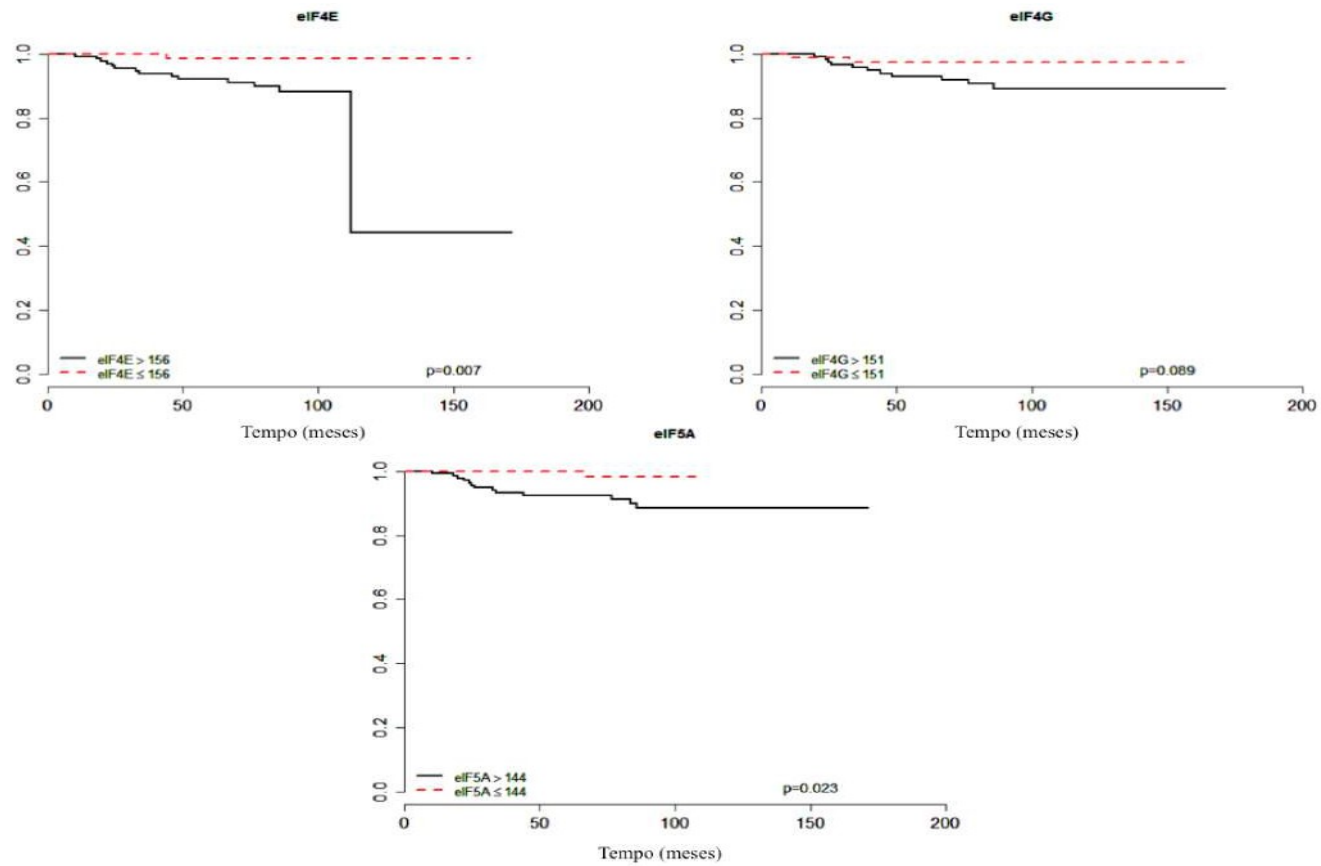 eIF4E
1.0
0.8
0.6
0.4
0.2
0.0
eIF4E > 156
eIF4E ≤ 156
p=0.007
0 50 100 150 200
Tempo (meses)
eIF4G
1.0
0.8
0.6
0.4
0.2
0.0
eIF4G > 151
eIF4G ≤ 151
p=0.089
0 50 100 150 200
Tempo (meses)
eIF5A
1.0
0.8
0.6
0.4
0.2
0.0
eIF5A > 144
eIF5A ≤ 144
p=0.023
0 50 100 150 200
Tempo (meses)